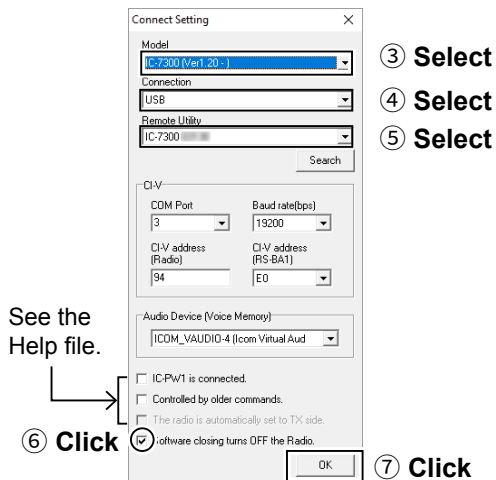 Connect Setting
Model
IC-7300 (Ver1.20 - )
③ Select
Connection
USB
④ Select
Remote Utility
IC-7300
⑤ Select
Search
CI-V
COM Port Baud rate(bps)
3 19200
CI-V address (Radio) CI-V address (RS-BA1)
94 E0
Audio Device (Voice Memory)
ICOM_VAUDIO-4 (Icom Virtual Aud
See the
Help file.
IC-PW1 is connected.
Controlled by older commands.
The radio is automatically set to TX side.
⑥ Click
Software closing turns OFF the Radio.
OK
⑦ Click